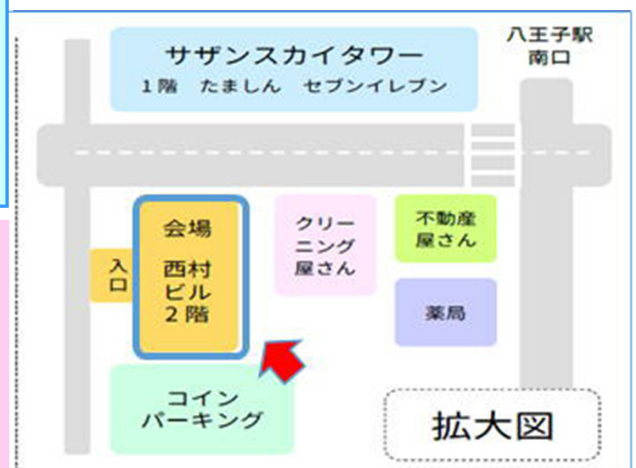 サザンスカイタワー
1階 たましん セブンイレブン
八王子駅
南口
会場
西村
ビル
2階
入
口
クリー
ニング
屋さん
不動産
屋さん
薬局
コイン
パーキング
拡大図